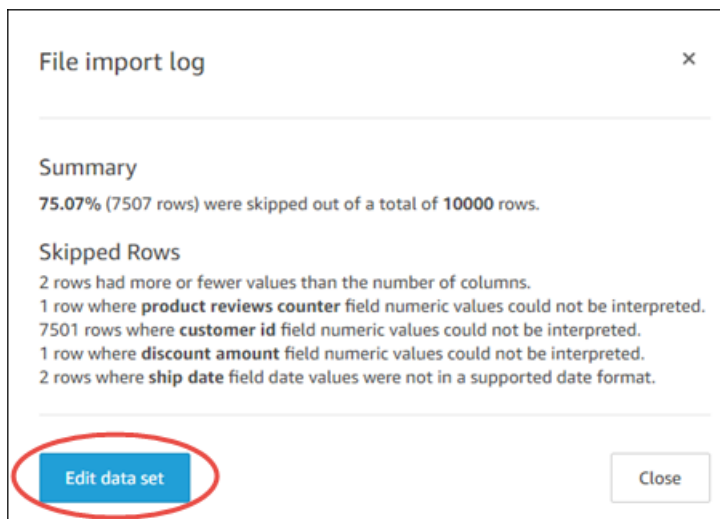 File import log
×
Summary
75.07% (7507 rows) were skipped out of a total of 10000 rows.
Skipped Rows
2 rows had more or fewer values than the number of columns.
1 row where product reviews counter field numeric values could not be interpreted.
7501 rows where customer id field numeric values could not be interpreted.
1 row where discount amount field numeric values could not be interpreted.
2 rows where ship date field date values were not in a supported date format.
Edit data set
Close